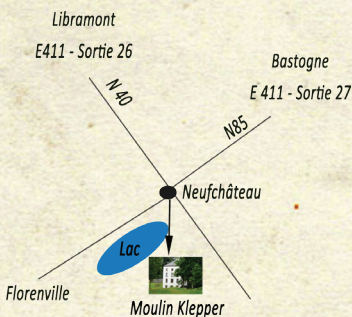 Libramont
E411 - Sortie 26
Bastogne
E 411 - Sortie 27
N 40
N85
Neufchâteau
Lac
Florenville
Moulin Klepper